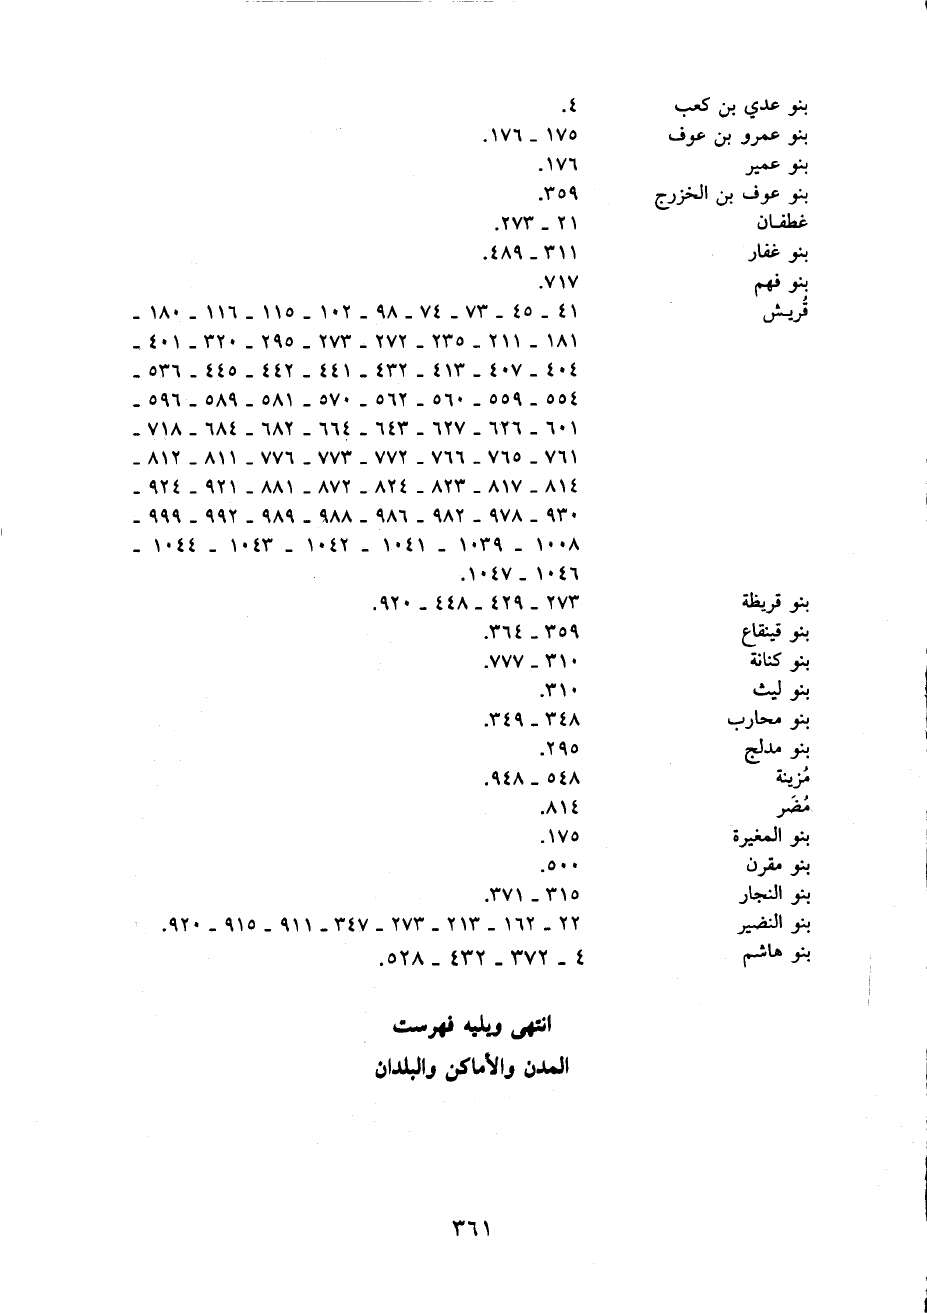 بنو عدي بن كعب ٤.
بنو عمرو بن عوف ١٧٥ ـ ١٧٦.
بنو عمير ١٧٦.
بنو عوف بن الخزرج ٣٥٩.
غطفـان ٢١ ـ ٢٧٣.
بنو غفار ٣١١ ـ ٤٨٩.
بنو فهم ٧١٧.
قُريـش ٤١ ـ ٤٥ ـ ٧٣ ـ ٧٤ ـ ٩٨ ـ ١٠٢ ـ ١١٥ ـ ١١٦ ـ ١٨٠ ـ
١٨١ ـ ٢١١ ـ ٢٣٥ ـ ٢٧٢ ـ ٢٧٣ ـ ٢٩٥ ـ ٣٢٠ ـ ٤٠١ ـ
٤٠٤ ـ ٤٠٧ ـ ٤١٣ ـ ٤٣٢ ـ ٤٤١ ـ ٤٤٢ ـ ٤٤٥ ـ ٥٣٦ ـ
٥٥٤ ـ ٥٥٩ ـ ٥٦٠ ـ ٥٦٢ ـ ٥٧٠ ـ ٥٨١ ـ ٥٨٩ ـ ٥٩٦ ـ
٦٠١ ـ ٦٢٦ ـ ٦٢٧ ـ ٦٤٣ ـ ٦٦٤ ـ ٦٨٢ ـ ٦٨٤ ـ ٧١٨ ـ
٧٦١ ـ ٧٦٥ ـ ٧٦٦ ـ ٧٧٢ ـ ٧٧٣ ـ ٧٧٦ ـ ٨١١ ـ ٨١٢ ـ
٨١٤ ـ ٨١٧ ـ ٨٢٣ ـ ٨٢٤ ـ ٨٧٢ ـ ٨٨١ ـ ٩٢١ ـ ٩٢٤ ـ
٩٣٠ ـ ٩٧٨ ـ ٩٨٢ ـ ٩٨٦ ـ ٩٨٨ ـ ٩٨٩ ـ ٩٩٢ ـ ٩٩٩ ـ
١٠٠٨ ـ ١٠٣٩ ـ ١٠٤١ ـ ١٠٤٢ ـ ١٠٤٣ ـ ١٠٤٤ ـ
١٠٤٦ ـ ١٠٤٧.
بنو قريظة ٢٧٣ ـ ٤٢٩ ـ ٤٤٨ ـ ٩٢٠.
بنو قينقاع ٣٥٩ ـ ٣٦٤.
بنو كنانة ٣١٠ ـ ٧٧٧.
بنو ليث ٣١٠.
بنو محارب ٣٤٨ ـ ٣٤٩.
بنو مدلج ٢٩٥.
مُزينة ٥٤٨ ـ ٩٤٨.
مُضَر ٨١٤.
بنو المغيرة ١٧٥.
بنو مقرن ٥٠٠.
بنو النجار ٣١٥ ـ ٣٧١.
بنو النضير ٢٢ ـ ١٦٢ ـ ٢١٣ ـ ٢٧٣ ـ ٣٤٧ ـ ٩١١ ـ ٩١٥ ـ ٩٢٠.
بنو هاشم ٤ ـ ٣٧٢ ـ ٤٣٢ ـ ٥٢٨.
انتهى ويليه فهرست
المدن والأماكن والبلدان
٣٦١